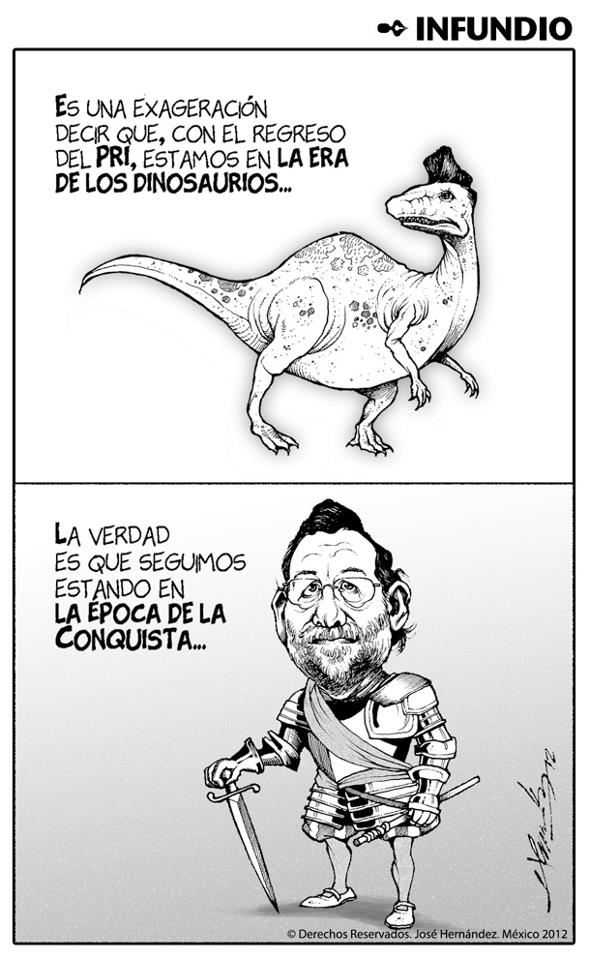 INFUNDIO
ES UNA EXAGERACIÓN
DECIR QUE, CON EL REGRESO
DEL PRI, ESTAMOS EN LA ERA
DE LOS DINOSAURIOS...
LA VERDAD
ES QUE SEGUIMOS
ESTANDO EN
LA ÉPOCA DE LA
CONQUISTA...
© Derechos Reservados. José Hernández. México 2012